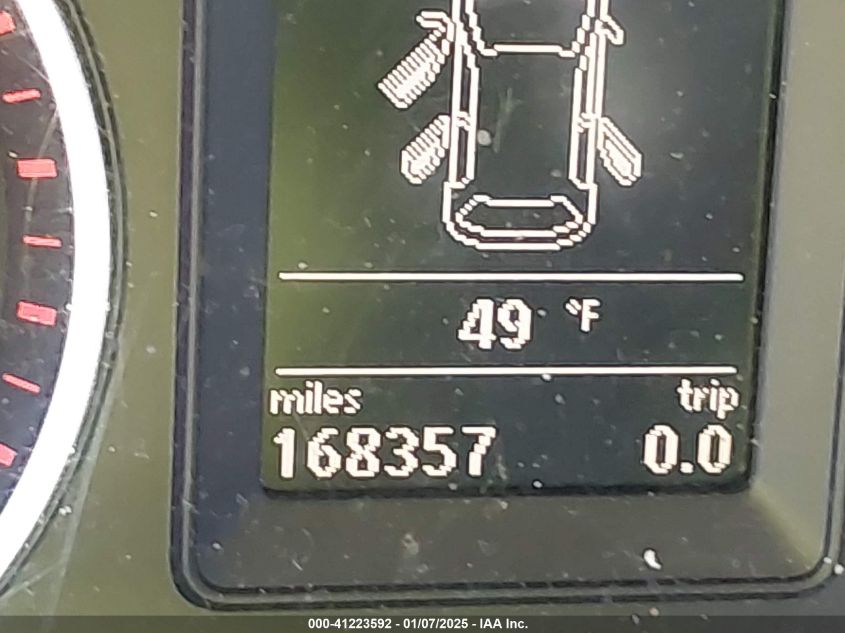 49 °F
miles trip
168357 0.0
000-41223592 - 01/07/2025 - IAA Inc.